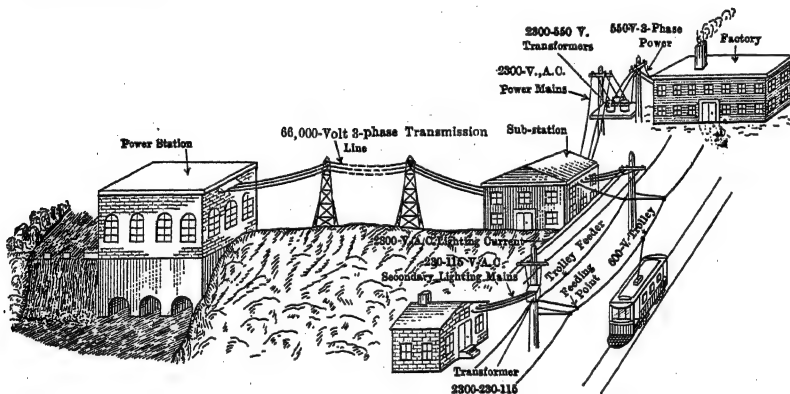 2300-550 V.
Transformers
550V-3-Phase
Power
Factory
2300-V., A.C.
Power Mains
66,000-Volt 3-phase Transmission
Line
Sub-station
Power Station
2300-V. A.C. Lighting Current
230-115 V. A.C.
Secondary Lighting Mains
Trolley Feeder
Feeding
Point
600-V-Trolley
Transformer
2300-230-115